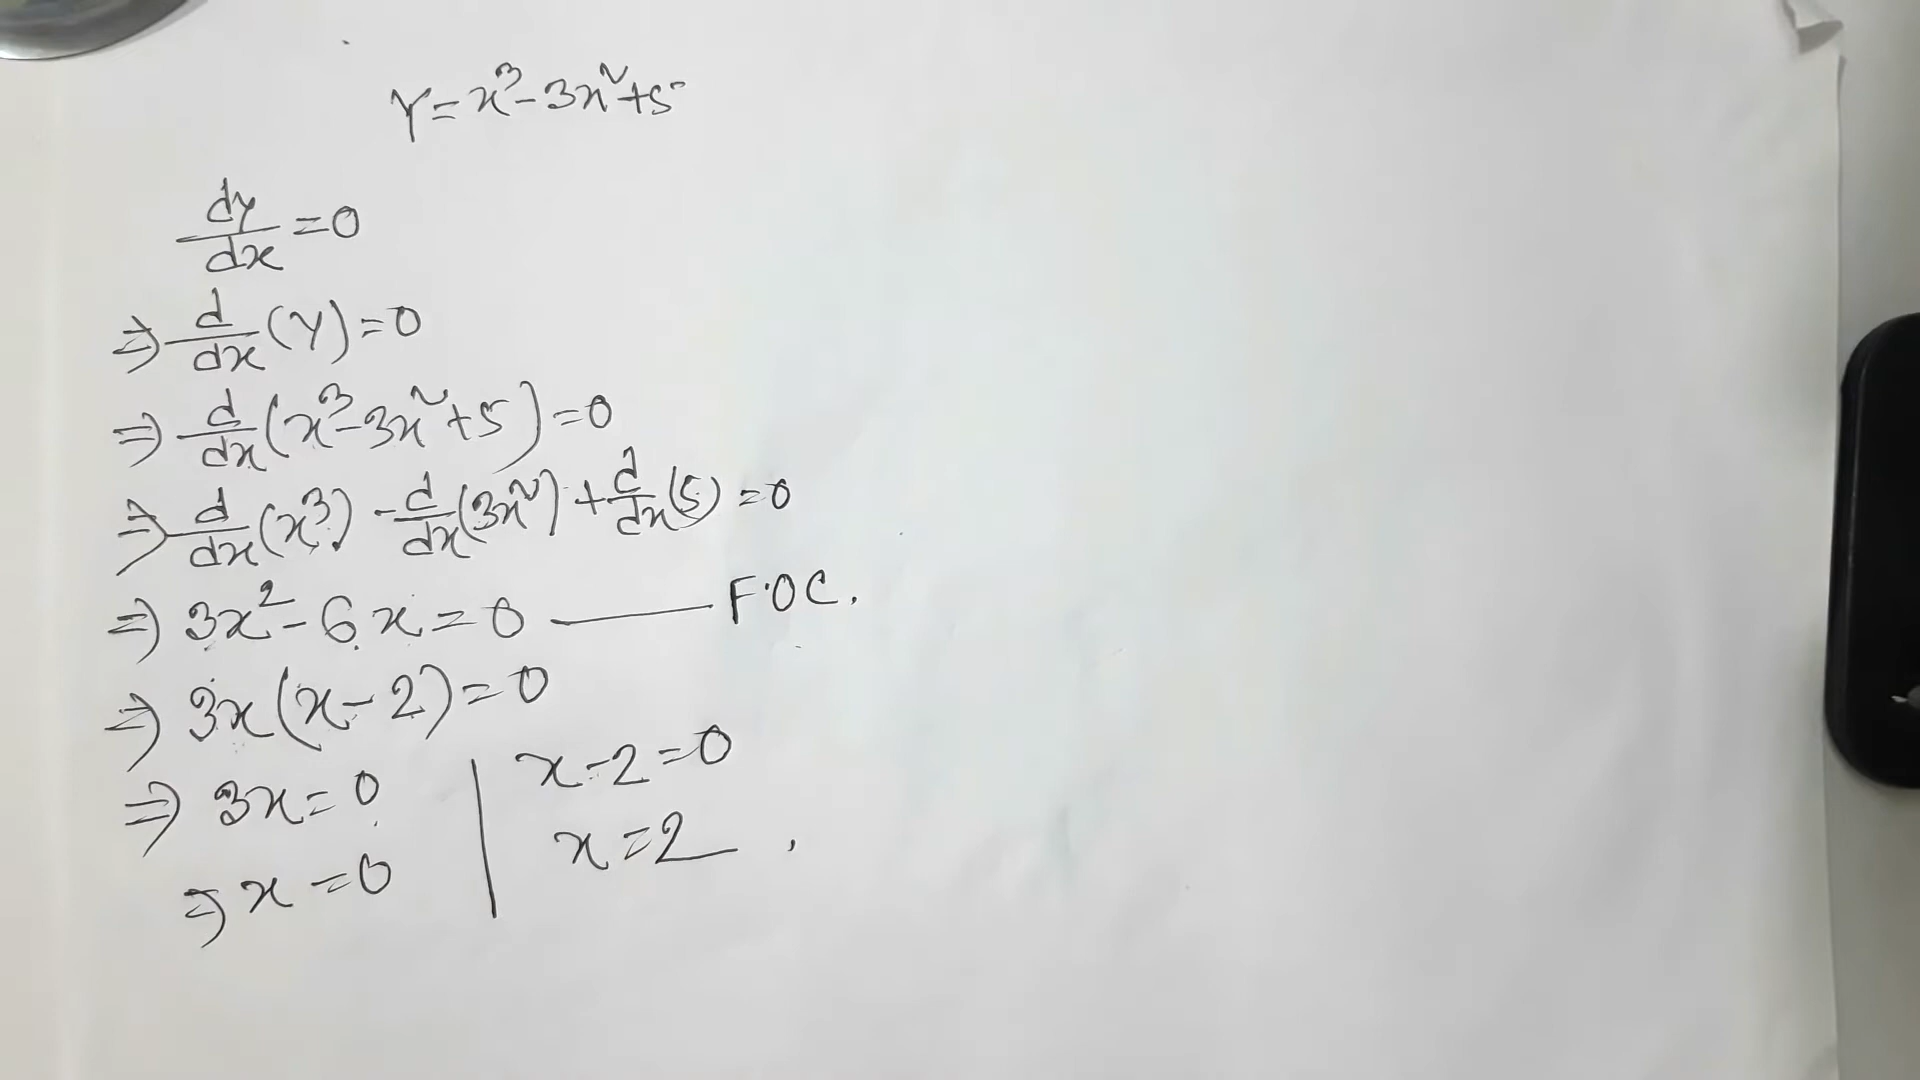 Y = x³ - 3x² + 5
dy/dx = 0
⇒ d/dx (Y) = 0
⇒ d/dx (x³ - 3x² + 5) = 0
⇒ d/dx (x³) - d/dx (3x²) + d/dx (5) = 0
⇒ 3x² - 6x = 0 —— F.O.C.
⇒ 3x(x - 2) = 0
⇒ 3x = 0 | x - 2 = 0
⇒ x = 0 | x = 2